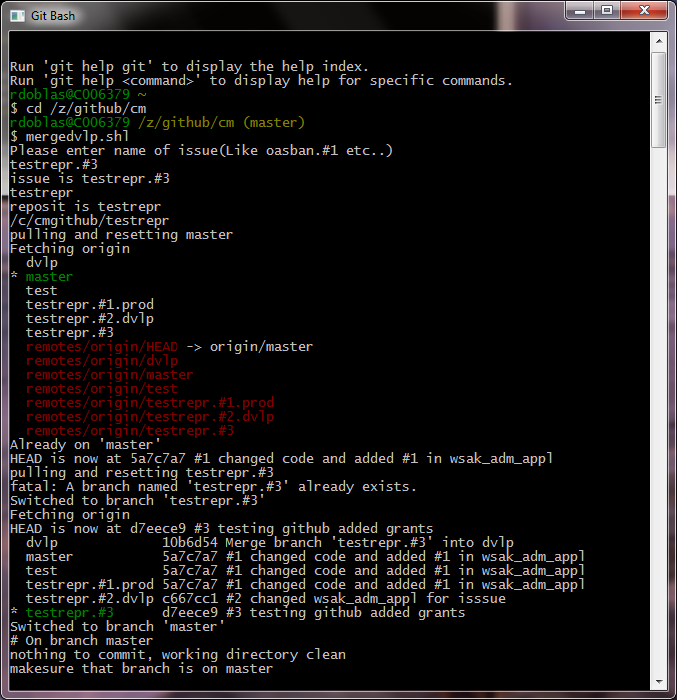 Git Bash
Run 'git help git' to display the help index.
Run 'git help <command>' to display help for specific commands.
rdoblas@C006379 ~
$ cd /z/github/cm
rdoblas@C006379 /z/github/cm (master)
$ mergedvlp.shl
Please enter name of issue(Like oasban.#1 etc..)
testrepr.#3
issue is testrepr.#3
testrepr
reposit is testrepr
/c/cmgithub/testrepr
pulling and resetting master
Fetching origin
  dvlp
* master
  test
  testrepr.#1.prod
  testrepr.#2.dvlp
  testrepr.#3
  remotes/origin/HEAD -> origin/master
  remotes/origin/dvlp
  remotes/origin/master
  remotes/origin/test
  remotes/origin/testrepr.#1.prod
  remotes/origin/testrepr.#2.dvlp
  remotes/origin/testrepr.#3
Already on 'master'
HEAD is now at 5a7c7a7 #1 changed code and added #1 in wsak_adm_appl
pulling and resetting testrepr.#3
fatal: A branch named 'testrepr.#3' already exists.
Switched to branch 'testrepr.#3'
Fetching origin
HEAD is now at d7eece9 #3 testing github added grants
  dvlp             10b6d54 Merge branch 'testrepr.#3' into dvlp
  master           5a7c7a7 #1 changed code and added #1 in wsak_adm_appl
  test             5a7c7a7 #1 changed code and added #1 in wsak_adm_appl
  testrepr.#1.prod 5a7c7a7 #1 changed code and added #1 in wsak_adm_appl
  testrepr.#2.dvlp c667cc1 #2 changed wsak_adm_appl for isssue
* testrepr.#3      d7eece9 #3 testing github added grants
Switched to branch 'master'
# On branch master
nothing to commit, working directory clean
makesure that branch is on master